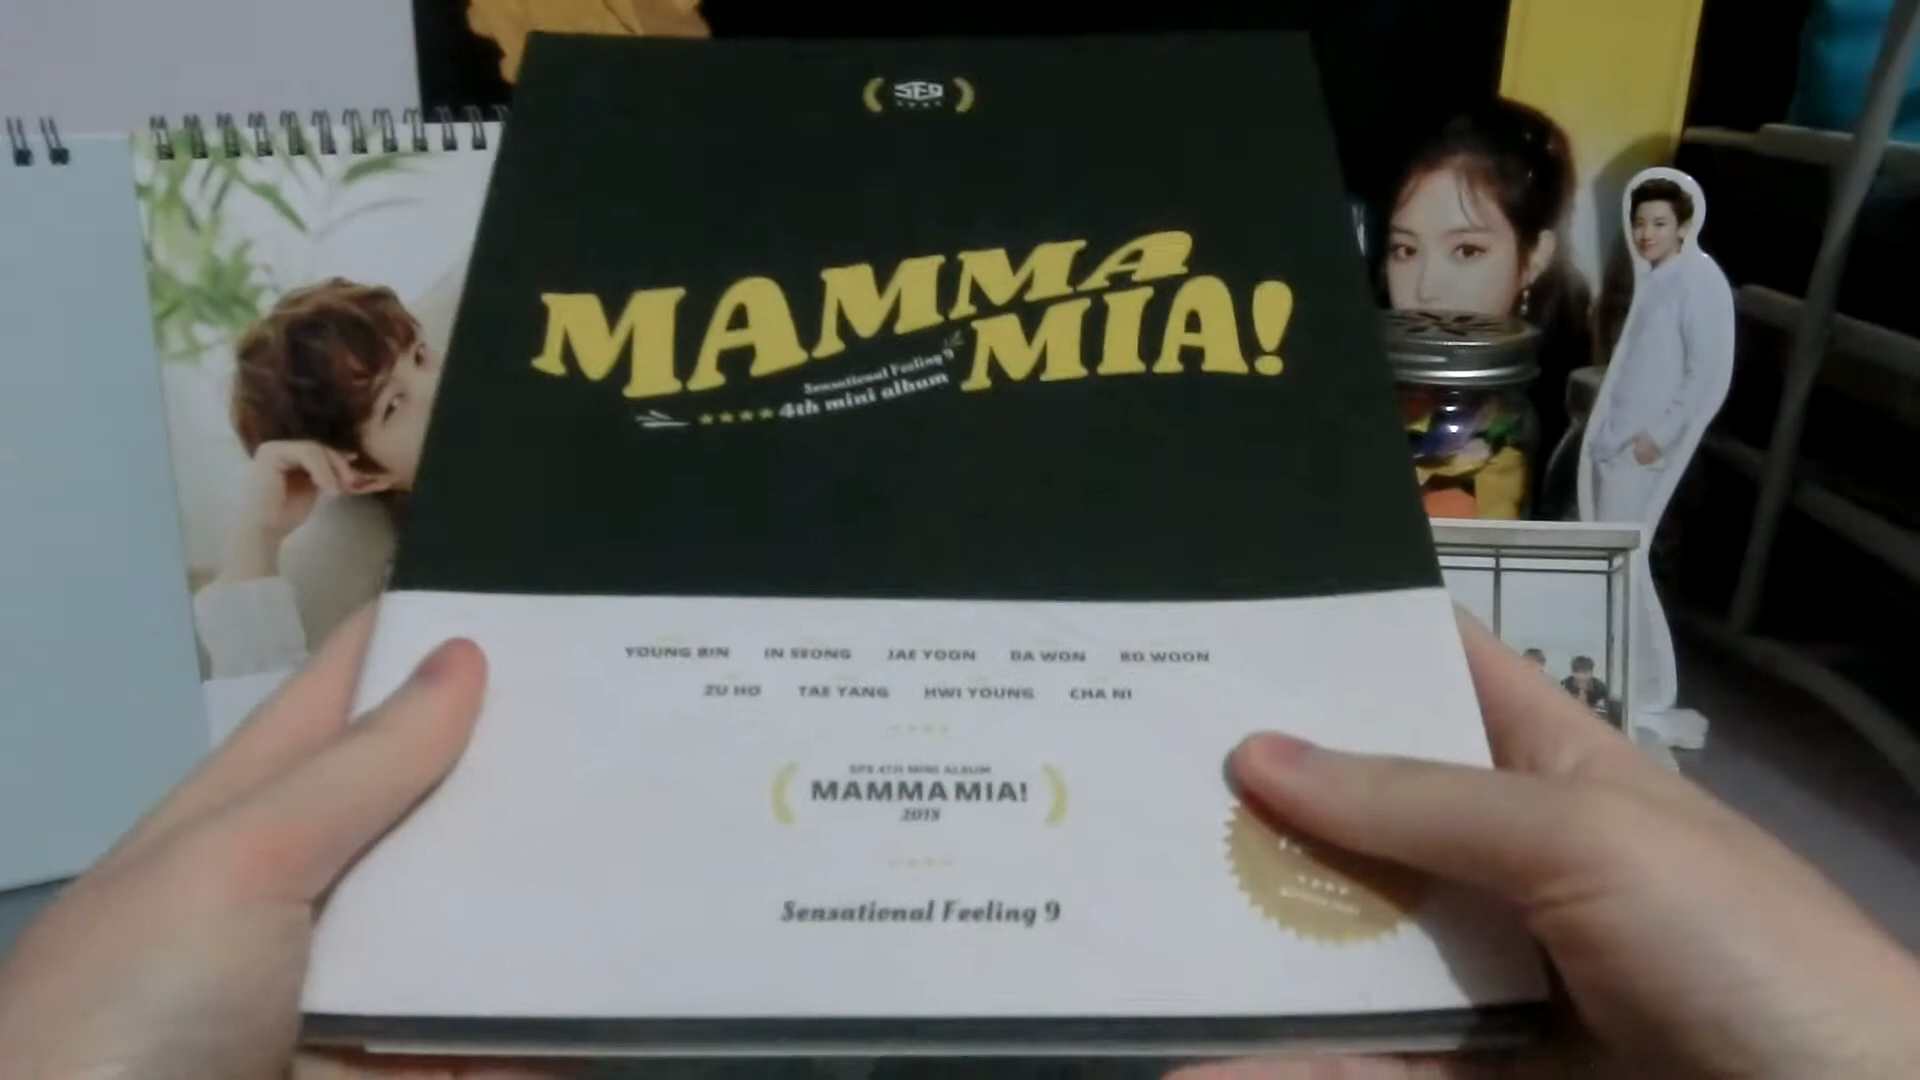 SF9
MAMMA
MIA!
Sensational Feeling 9
4th mini album
YOUNG BIN IN SEONG JAE YOON DA WON RO WOON
ZU HO TAE YANG HWI YOUNG CHA NI
SF9 4TH MINI ALBUM
MAMMA MIA!
2018
Sensational Feeling 9